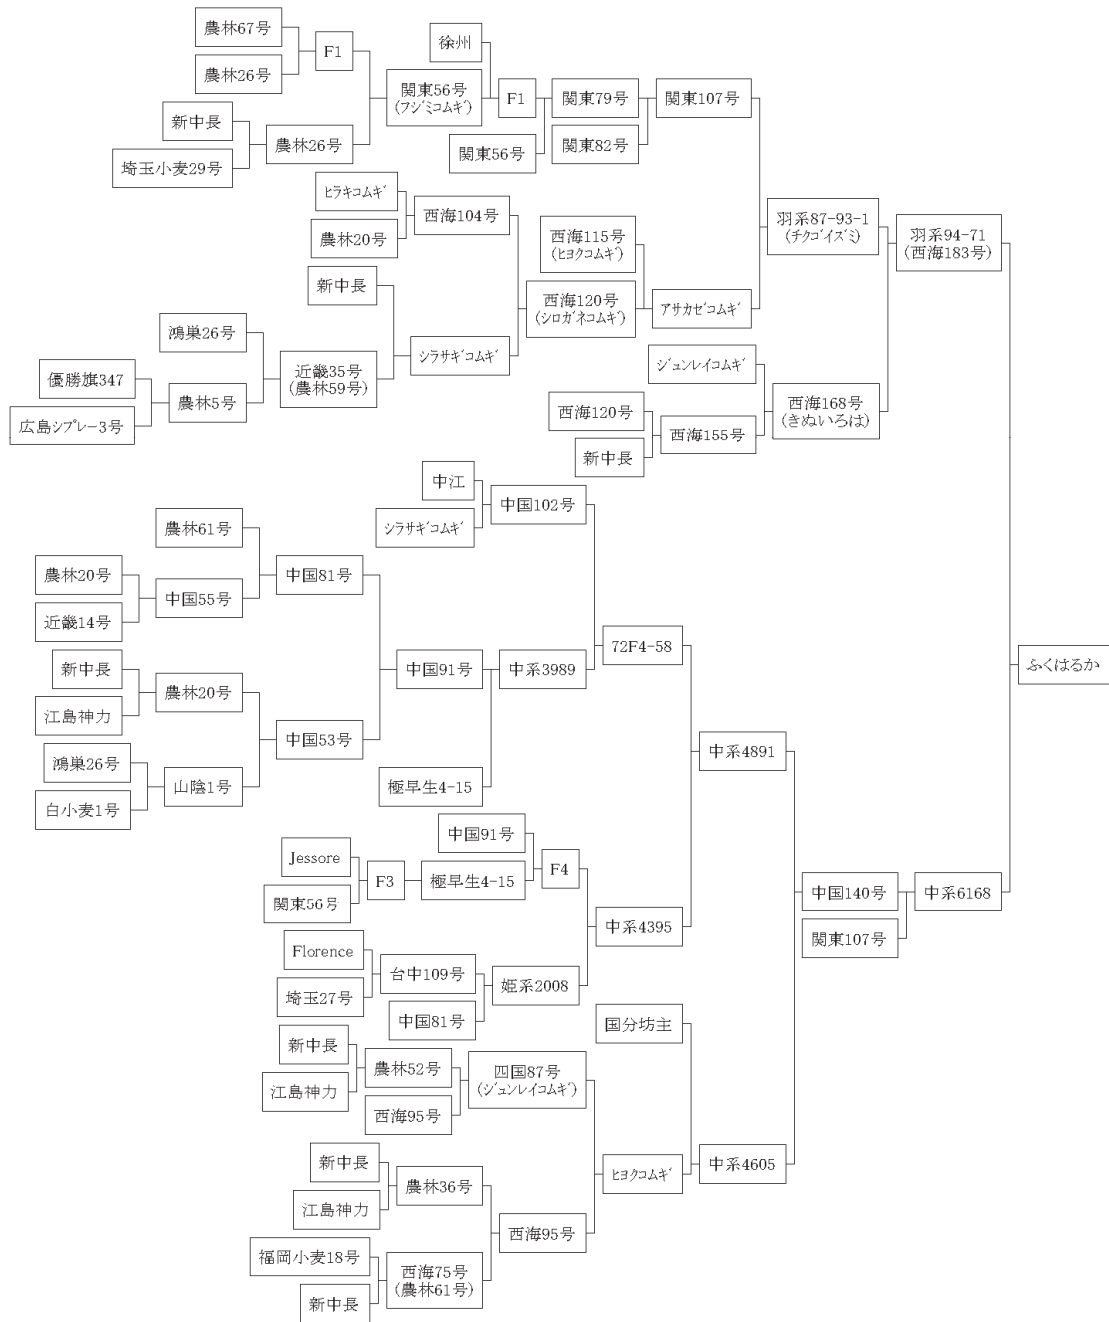 農林67号
F1
農林26号
新中長
農林26号
埼玉小麦29号
徐州
関東56号
(フジミコムギ)
F1
関東56号
関東79号
関東82号
関東107号
ヒラキコムギ
西海104号
農林20号
新中長
鴻巣26号
優勝旗347
農林5号
広島シプレー3号
近畿35号
(農林59号)
シラサギコムギ
西海115号
(ヒヨクコムギ)
西海120号
(シロガネコムギ)
アサカゼコムギ
羽系87-93-1
(チクゴイズミ)
羽系94-71
(西海183号)
ジュンレイコムギ
西海168号
(きぬいろは)
西海120号
西海155号
新中長
中江
中国102号
シラサギコムギ
農林61号
農林20号
中国55号
近畿14号
中国81号
新中長
農林20号
江島神力
中国53号
鴻巣26号
山陰1号
白小麦1号
中国91号
中系3989
極早生4-15
72F4-58
ふくはるか
中系4891
中国91号
F4
Jessore
F3
極早生4-15
関東56号
中系4395
Florence
台中109号
埼玉27号
姫系2008
中国81号
中国140号
中系6168
関東107号
国分坊主
新中長
農林52号
江島神力
四国87号
(ジュンレイコムギ)
西海95号
中系4605
ヒヨクコムギ
新中長
農林36号
江島神力
西海95号
福岡小麦18号
西海75号
(農林61号)
新中長